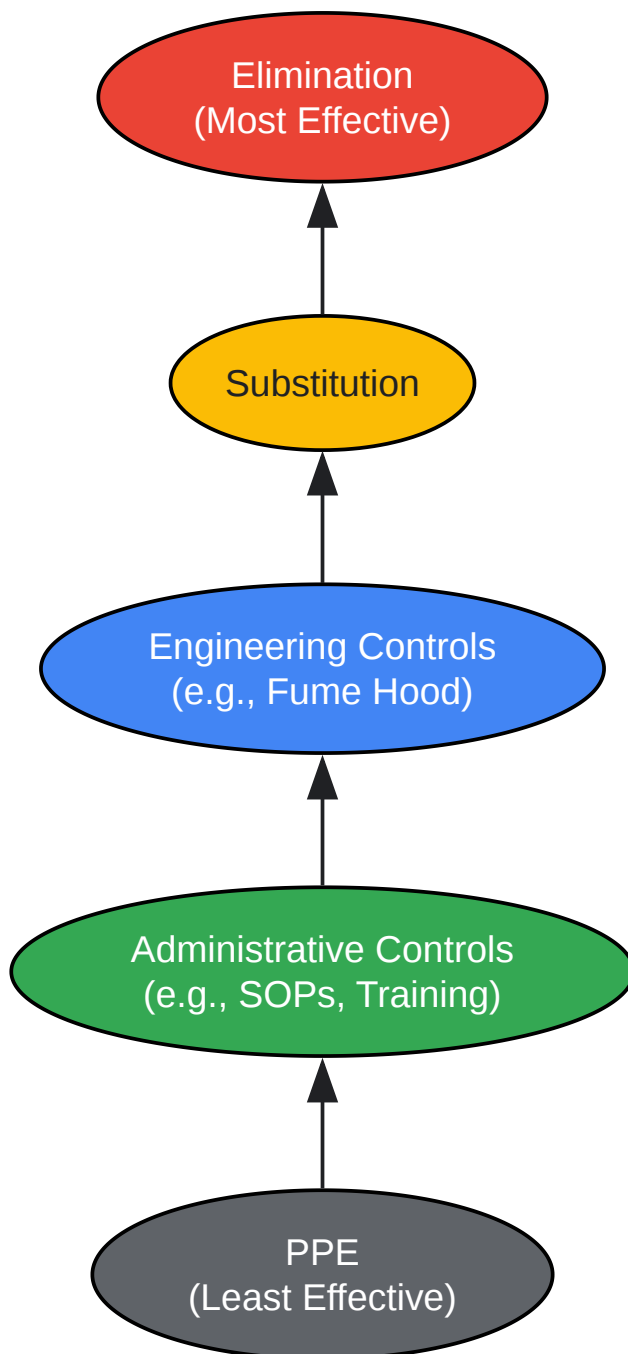 Elimination
(Most Effective)
Substitution
Engineering Controls
(e.g., Fume Hood)
Administrative Controls
(e.g., SOPs, Training)
PPE
(Least Effective)